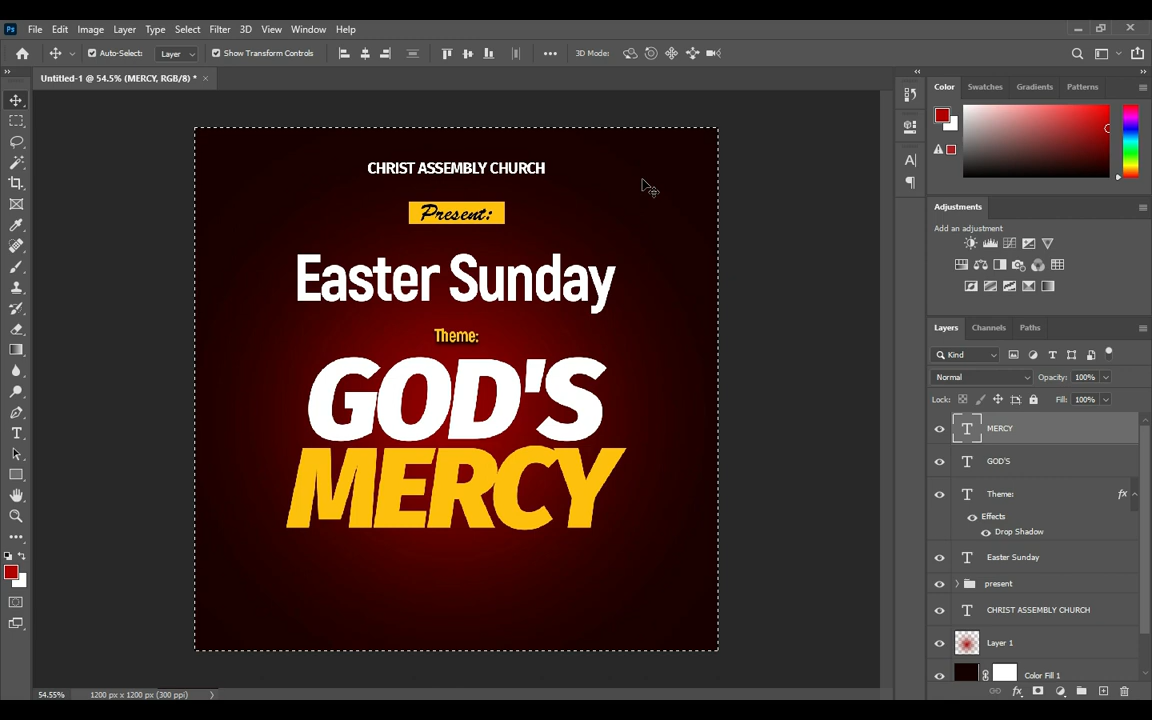 Ps File Edit Image Layer Type Select Filter 3D View Window Help
Auto-Select: Layer Show Transform Controls 3D Mode:
Untitled-1 @ 54.5% (MERCY, RGB/8) *
Color Swatches Gradients Patterns
CHRIST ASSEMBLY CHURCH
Present:
Easter Sunday
Theme:
GOD'S
MERCY
Adjustments
Add an adjustment
Layers Channels Paths
Kind
Normal Opacity: 100%
Lock: Fill: 100%
T MERCY
T GOD'S
T Theme: fx
Effects
Drop Shadow
T Easter Sunday
present
T CHRIST ASSEMBLY CHURCH
Layer 1
Color Fill 1
54.55% 1200 px x 1200 px (300 ppi)